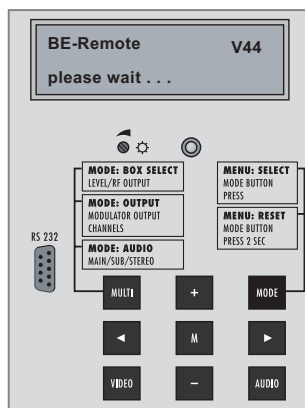 BE-Remote V44
please wait . . .
MODE: BOX SELECT
LEVEL/RF OUTPUT
MODE: OUTPUT
MODULATOR OUTPUT
CHANNELS
MODE: AUDIO
MAIN/SUB/STEREO
MENU: SELECT
MODE BUTTON
PRESS
MENU: RESET
MODE BUTTON
PRESS 2 SEC
RS 232
MULTI + MODE
◄ M ►
VIDEO − AUDIO